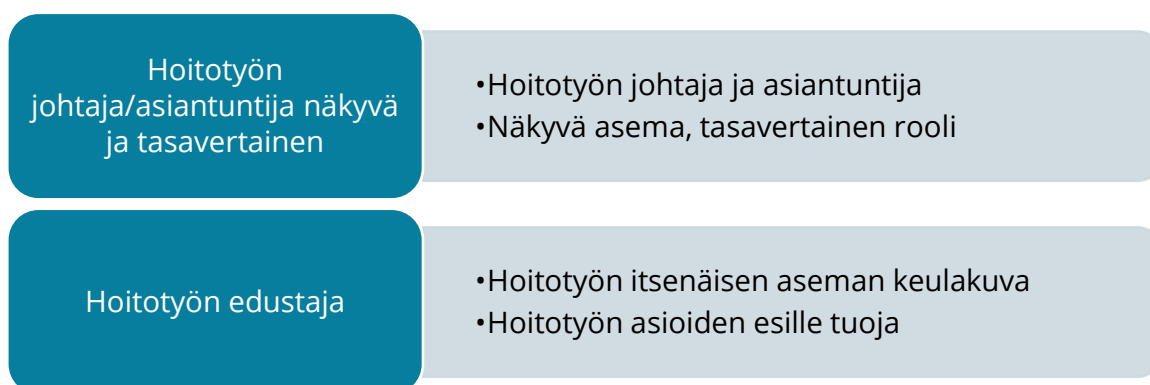 Hoitotyön
johtaja/asiantuntija näkyvä
ja tasavertainen
•Hoitotyön johtaja ja asiantuntija
•Näkyvä asema, tasavertainen rooli
Hoitotyön edustaja
•Hoitotyön itsenäisen aseman keulakuva
•Hoitotyön asioiden esille tuoja